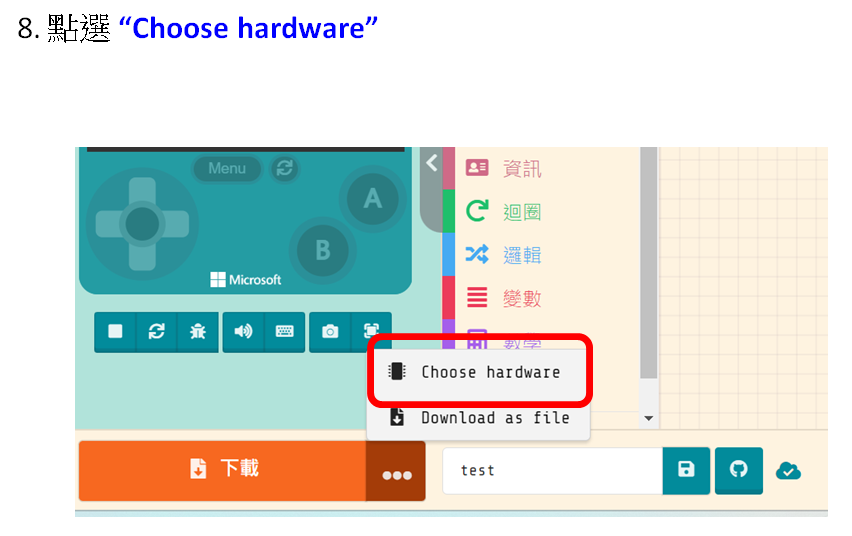 8. 點選 “Choose hardware”
Menu
A
B
Microsoft
資訊
迴圈
邏輯
變數
數學
Choose hardware
Download as file
下載
test